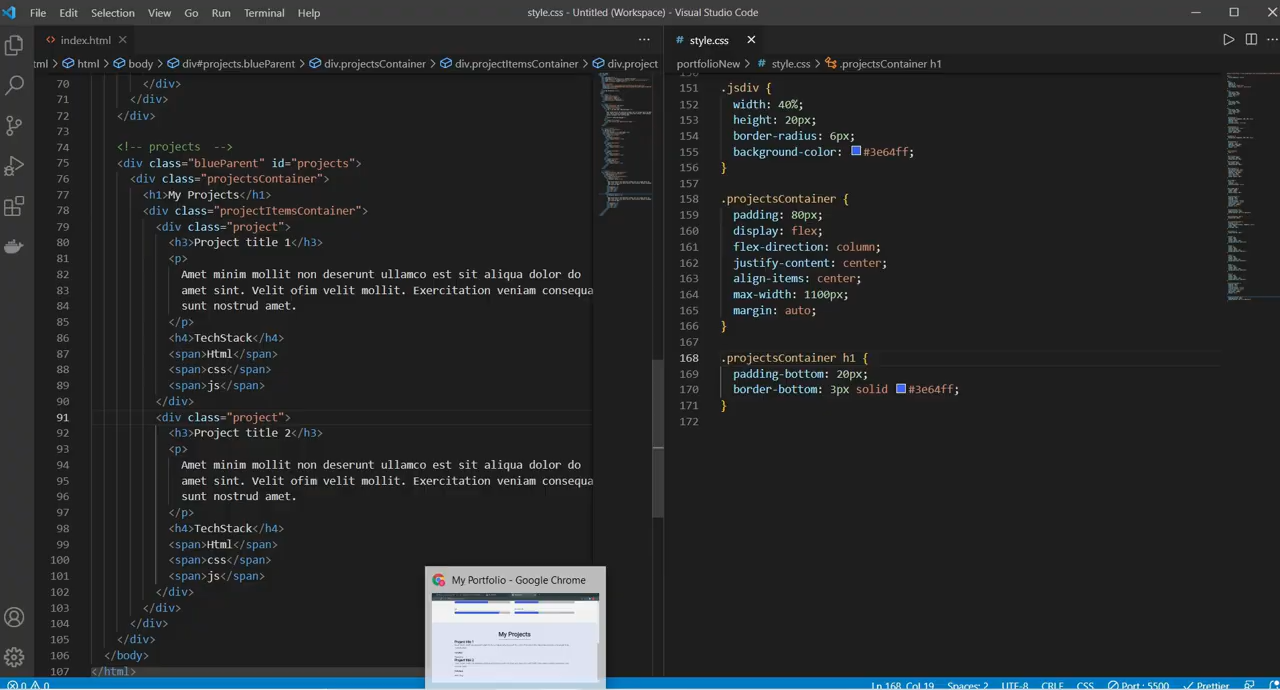 File Edit Selection View Go Run Terminal Help
style.css - Untitled (Workspace) - Visual Studio Code
index.html
tml > html > body > div#projects.blueParent > div.projectsContainer > div.projectItemsContainer > div.project
70 </div>
71 </div>
72 </div>
73
74 <!-- projects -->
75 <div class="blueParent" id="projects">
76 <div class="projectsContainer">
77 <h1>My Projects</h1>
78 <div class="projectItemsContainer">
79 <div class="project">
80 <h3>Project title 1</h3>
81 <p>
82 Amet minim mollit non deserunt ullamco est sit aliqua dolor do
83 amet sint. Velit ofim velit mollit. Exercitation veniam consequa
84 sunt nostrud amet.
85 </p>
86 <h4>TechStack</h4>
87 <span>Html</span>
88 <span>css</span>
89 <span>js</span>
90 </div>
91 <div class="project">
92 <h3>Project title 2</h3>
93 <p>
94 Amet minim mollit non deserunt ullamco est sit aliqua dolor do
95 amet sint. Velit ofim velit mollit. Exercitation veniam consequa
96 sunt nostrud amet.
97 </p>
98 <h4>TechStack</h4>
99 <span>Html</span>
100 <span>css</span>
101 <span>js</span>
102 </div>
103 </div>
104 </div>
105 </div>
106 </body>
107 </html>
style.css
portfolioNew > # style.css > .projectsContainer h1
150
151 .jsdiv {
152 width: 40%;
153 height: 20px;
154 border-radius: 6px;
155 background-color: #3e64ff;
156 }
157
158 .projectsContainer {
159 padding: 80px;
160 display: flex;
161 flex-direction: column;
162 justify-content: center;
163 align-items: center;
164 max-width: 1100px;
165 margin: auto;
166 }
167
168 .projectsContainer h1 {
169 padding-bottom: 20px;
170 border-bottom: 3px solid #3e64ff;
171 }
172
My Portfolio - Google Chrome
My Projects
Project title 1
Project title 2
0 0
Ln 168, Col 19 Spaces: 2 UTF-8 CRLF CSS Port : 5500 Prettier